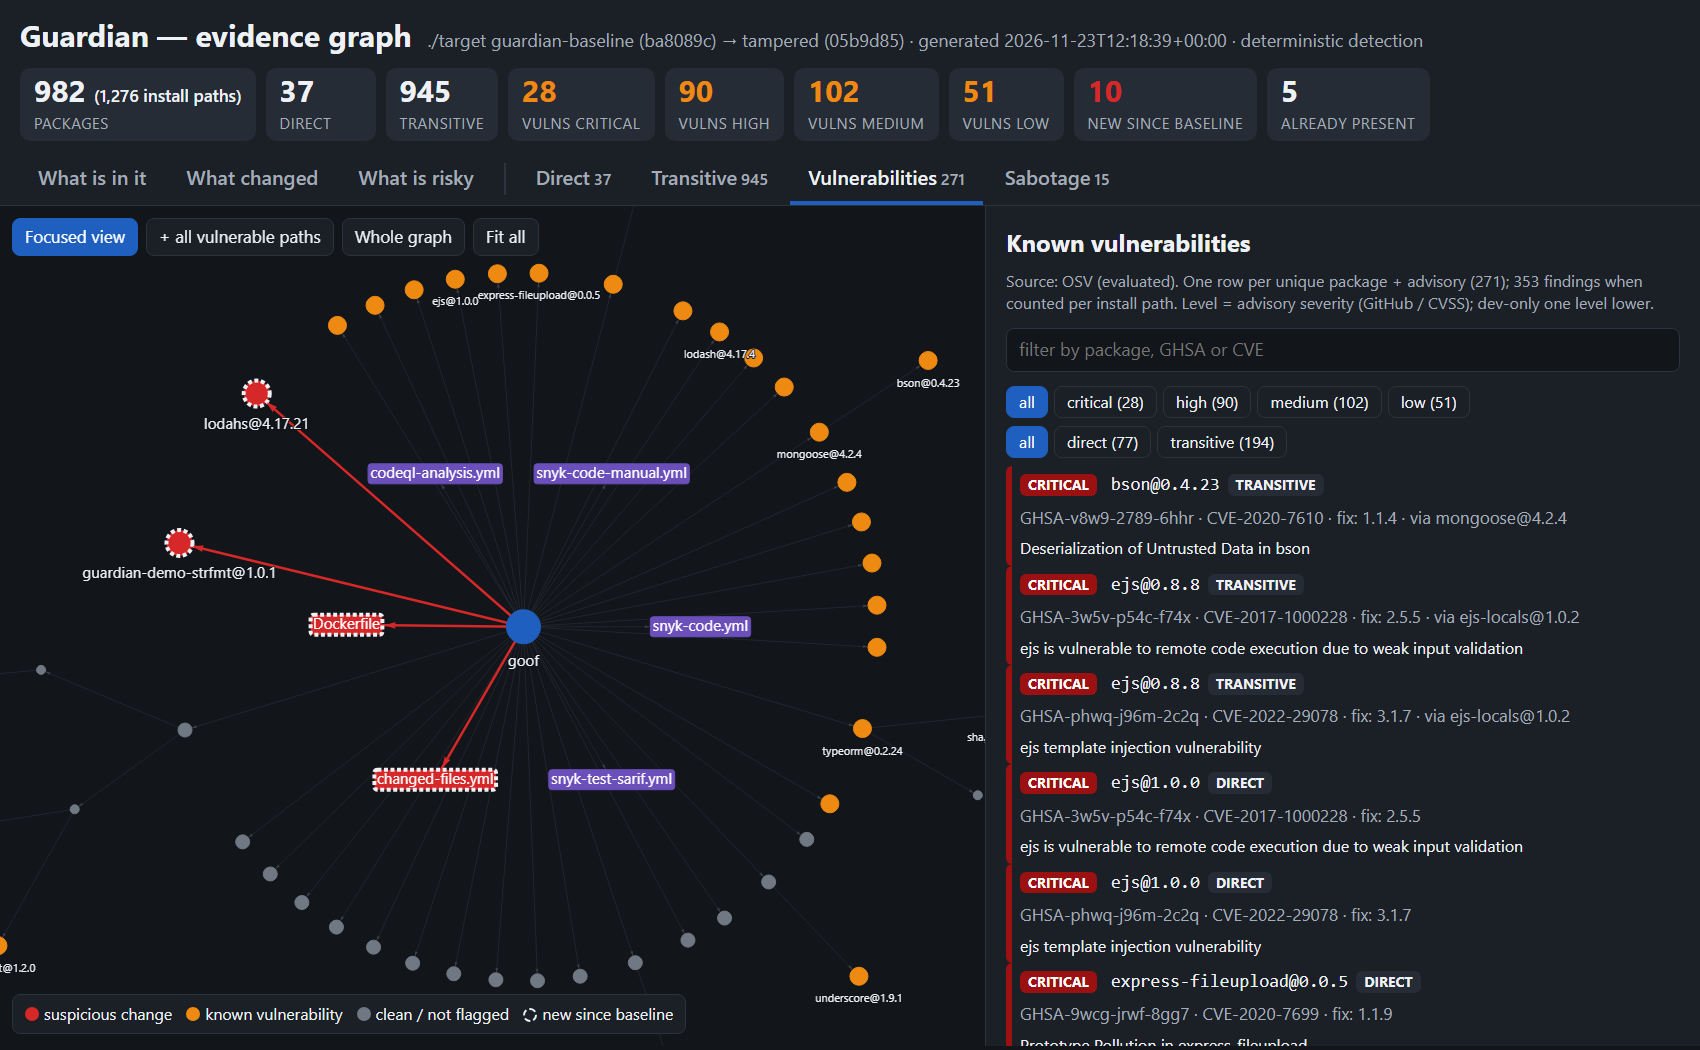 Guardian — evidence graph ./target guardian-baseline (ba8089c) → tampered (05b9d85) · generated 2026-11-23T12:18:39+00:00 · deterministic detection
982 (1,276 install paths)
PACKAGES
37
DIRECT
945
TRANSITIVE
28
VULNS CRITICAL
90
VULNS HIGH
102
VULNS MEDIUM
51
VULNS LOW
10
NEW SINCE BASELINE
5
ALREADY PRESENT
What is in it What changed What is risky Direct 37 Transitive 945 Vulnerabilities 271 Sabotage 15
Focused view + all vulnerable paths Whole graph Fit all
ejs@1.0.0
express-fileupload@0.0.5
lodash@4.17.4
bson@0.4.23
lodahs@4.17.21
mongoose@4.2.4
codeql-analysis.yml
snyk-code-manual.yml
guardian-demo-strfmt@1.0.1
Dockerfile
snyk-code.yml
goof
typeorm@0.2.24
sha.
changed-files.yml
snyk-test-sarif.yml
t@1.2.0
underscore@1.9.1
suspicious change known vulnerability clean / not flagged new since baseline
Known vulnerabilities
Source: OSV (evaluated). One row per unique package + advisory (271); 353 findings when
counted per install path. Level = advisory severity (GitHub / CVSS); dev-only one level lower.
filter by package, GHSA or CVE
all critical (28) high (90) medium (102) low (51)
all direct (77) transitive (194)
CRITICAL bson@0.4.23 TRANSITIVE
GHSA-v8w9-2789-6hhr · CVE-2020-7610 · fix: 1.1.4 · via mongoose@4.2.4
Deserialization of Untrusted Data in bson
CRITICAL ejs@0.8.8 TRANSITIVE
GHSA-3w5v-p54c-f74x · CVE-2017-1000228 · fix: 2.5.5 · via ejs-locals@1.0.2
ejs is vulnerable to remote code execution due to weak input validation
CRITICAL ejs@0.8.8 TRANSITIVE
GHSA-phwq-j96m-2c2q · CVE-2022-29078 · fix: 3.1.7 · via ejs-locals@1.0.2
ejs template injection vulnerability
CRITICAL ejs@1.0.0 DIRECT
GHSA-3w5v-p54c-f74x · CVE-2017-1000228 · fix: 2.5.5
ejs is vulnerable to remote code execution due to weak input validation
CRITICAL ejs@1.0.0 DIRECT
GHSA-phwq-j96m-2c2q · CVE-2022-29078 · fix: 3.1.7
ejs template injection vulnerability
CRITICAL express-fileupload@0.0.5 DIRECT
GHSA-9wcg-jrwf-8gg7 · CVE-2020-7699 · fix: 1.1.9
Prototype Pollution in express-fileupload